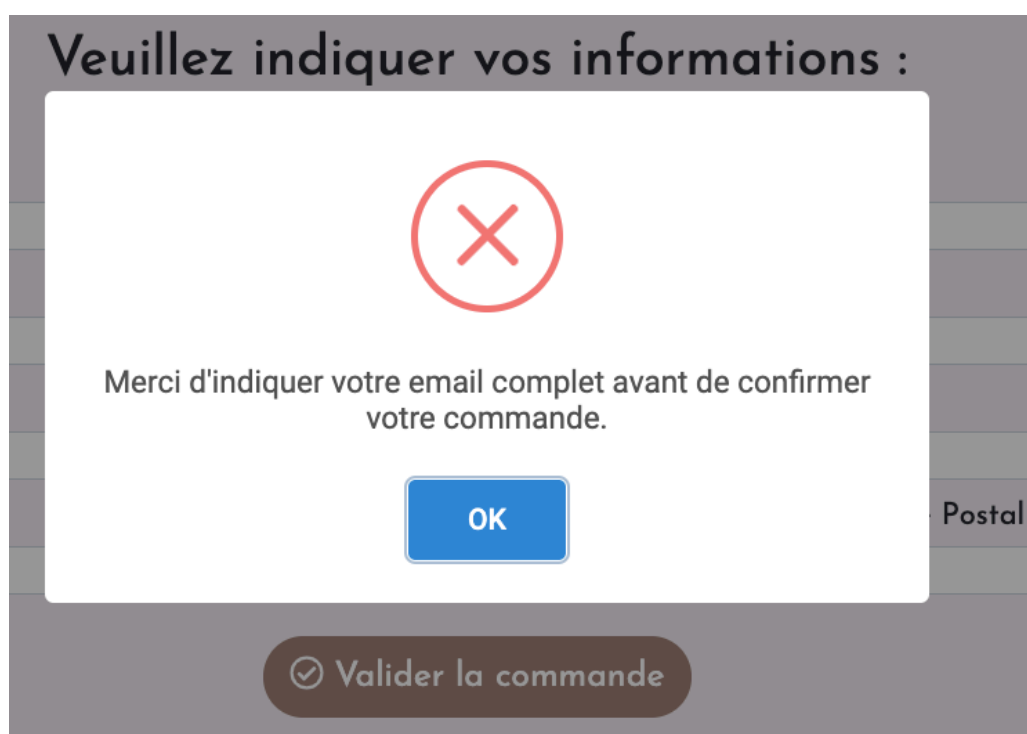 Veuillez indiquer vos informations :
Merci d'indiquer votre email complet avant de confirmer
votre commande.
OK
Postal
Valider la commande